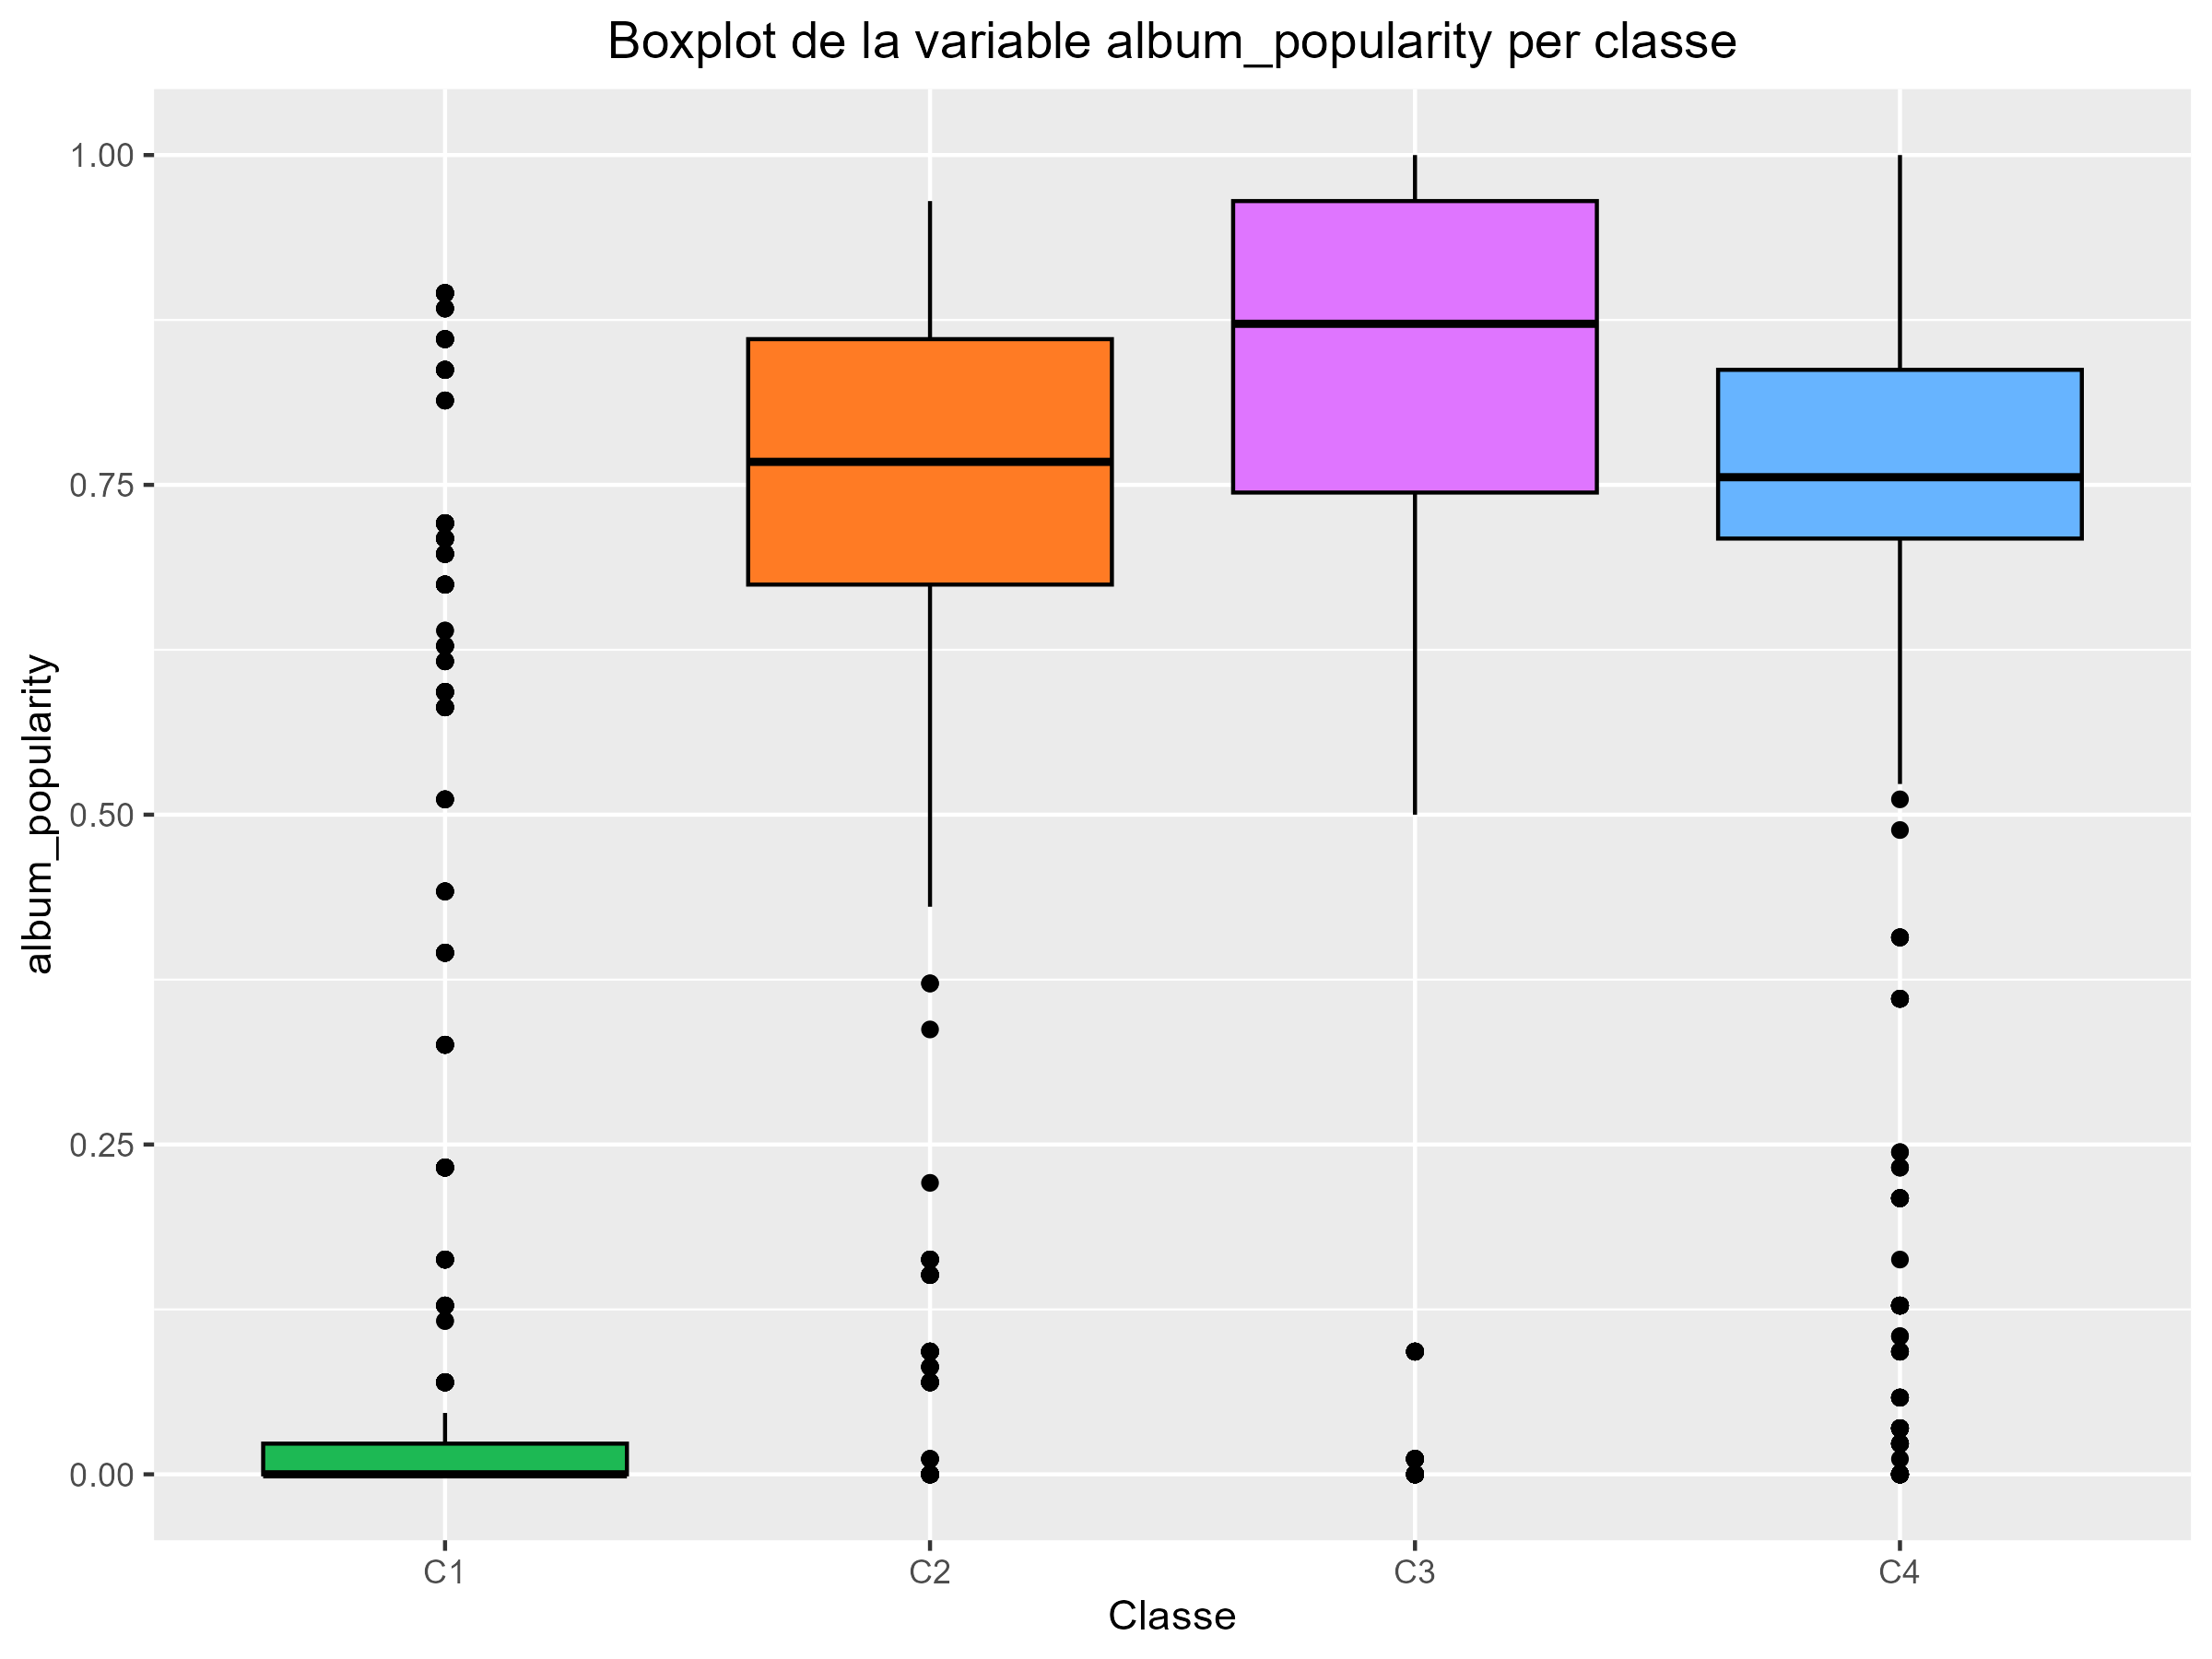 Boxplot de la variable album_popularity per classe
album_popularity
1.00
0.75
0.50
0.25
0.00
C1 C2 C3 C4
Classe